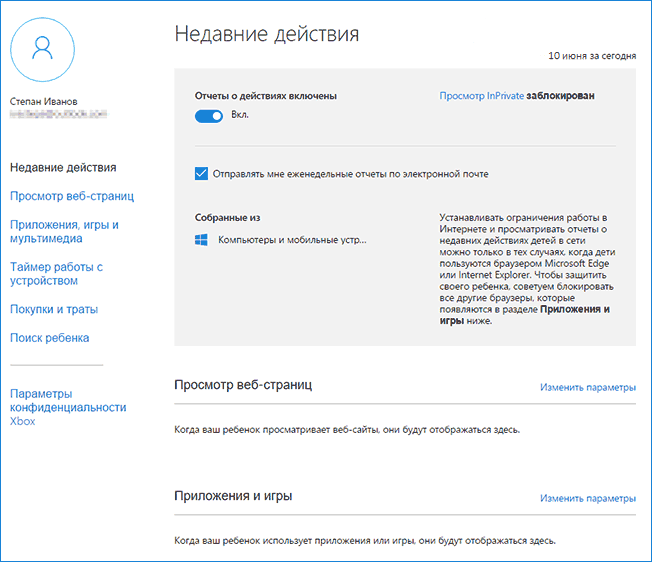 Недавние действия
10 июня за сегодня
Степан Иванов
Отчеты о действиях включены
Вкл.
Просмотр InPrivate заблокирован
Отправлять мне еженедельные отчеты по электронной почте
Собранные из
Компьютеры и мобильные устр...
Устанавливать ограничения работы в
Интернете и просматривать отчеты о
недавних действиях детей в сети
можно только в тех случаях, когда дети
пользуются браузером Microsoft Edge
или Internet Explorer. Чтобы защитить
своего ребенка, советуем блокировать
все другие браузеры, которые
появляются в разделе Приложения и
игры ниже.
Недавние действия
Просмотр веб-страниц
Приложения, игры и
мультимедиа
Таймер работы с
устройством
Покупки и траты
Поиск ребенка
Параметры
конфиденциальности
Xbox
Просмотр веб-страниц
Изменить параметры
Когда ваш ребенок просматривает веб-сайты, они будут отображаться здесь.
Приложения и игры
Изменить параметры
Когда ваш ребенок использует приложения или игры, они будут отображаться здесь.